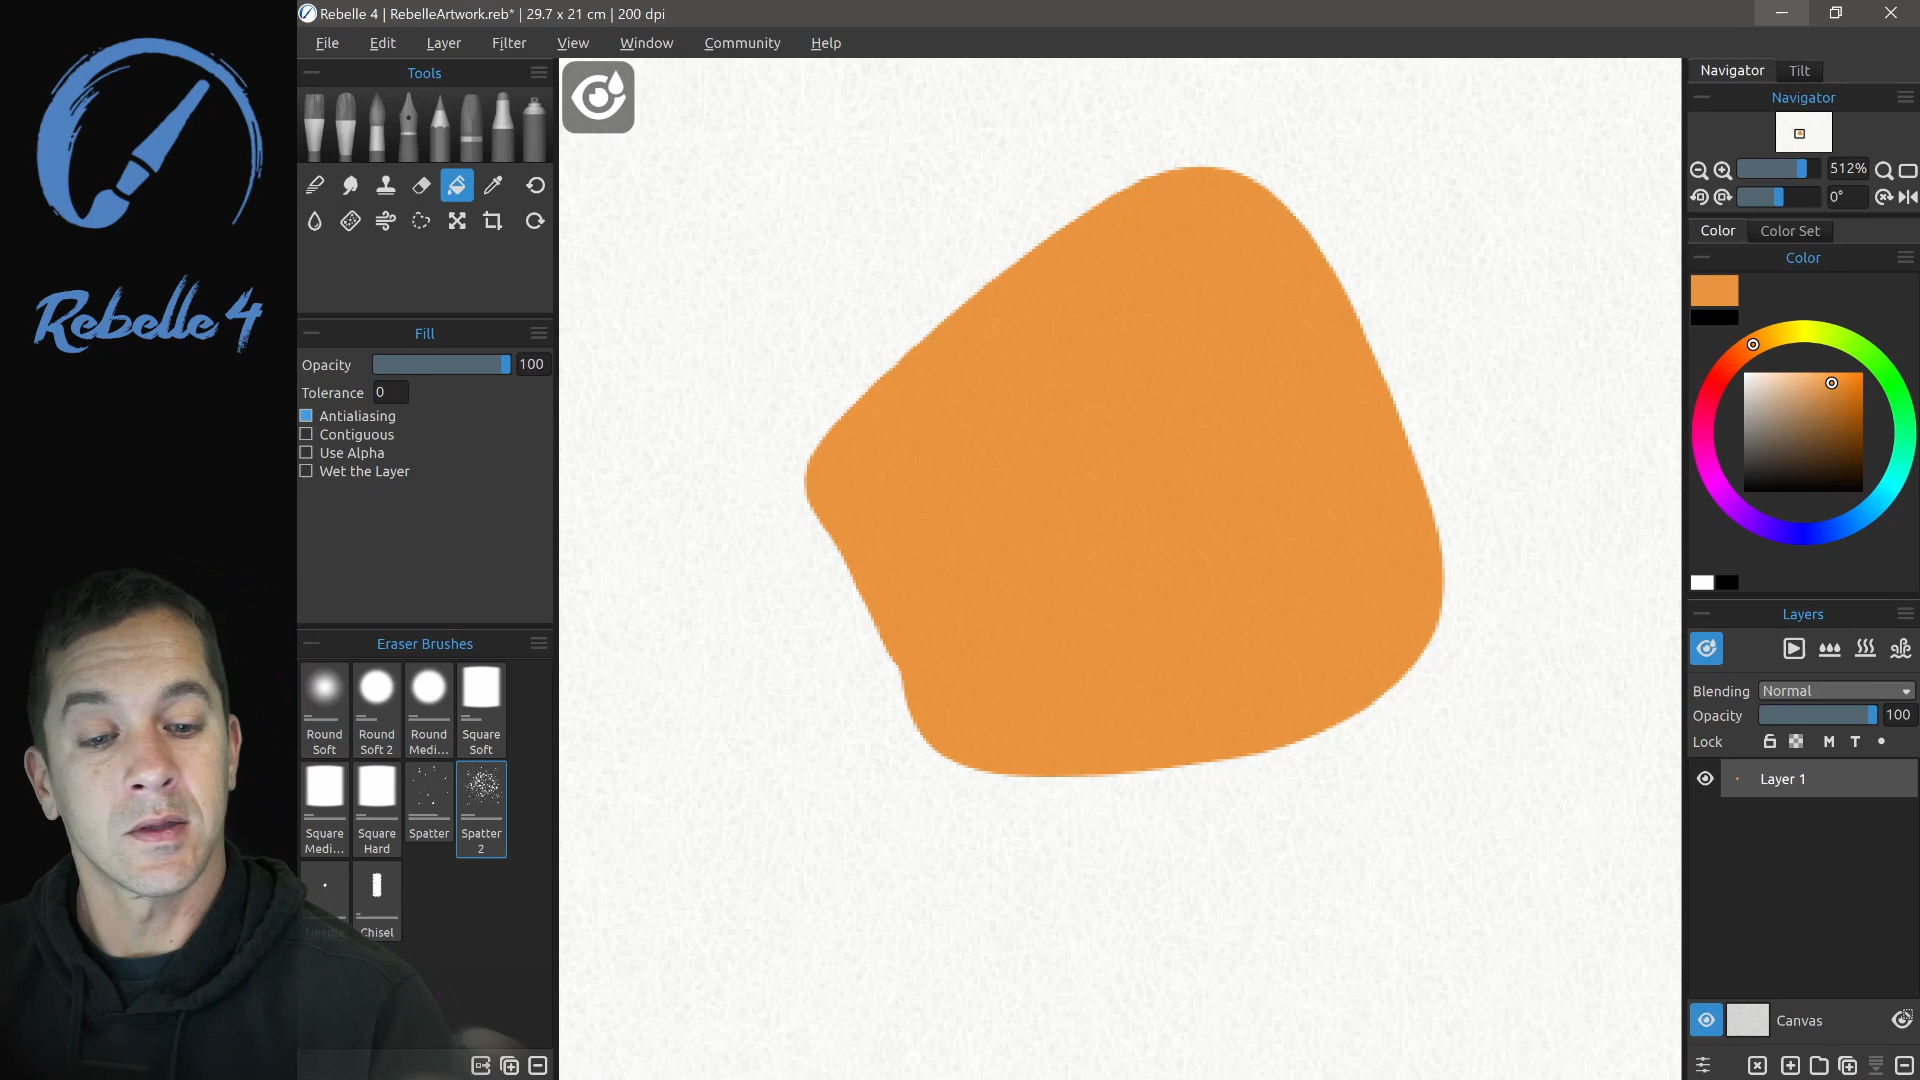 Rebelle 4
Rebelle 4 | RebelleArtwork.reb* | 29.7 x 21 cm | 200 dpi
File Edit Layer Filter View Window Community Help
Tools
Fill
Opacity 100
Tolerance 0
Antialiasing
Contiguous
Use Alpha
Wet the Layer
Eraser Brushes
Round Soft
Round Soft 2
Round Medi...
Square Soft
Square Medi...
Square Hard
Spatter
Spatter 2
Needle
Chisel
Navigator Tilt
Navigator
512%
0°
Color Color Set
Color
Layers
Blending Normal
Opacity 100
Lock M T
Layer 1
Canvas